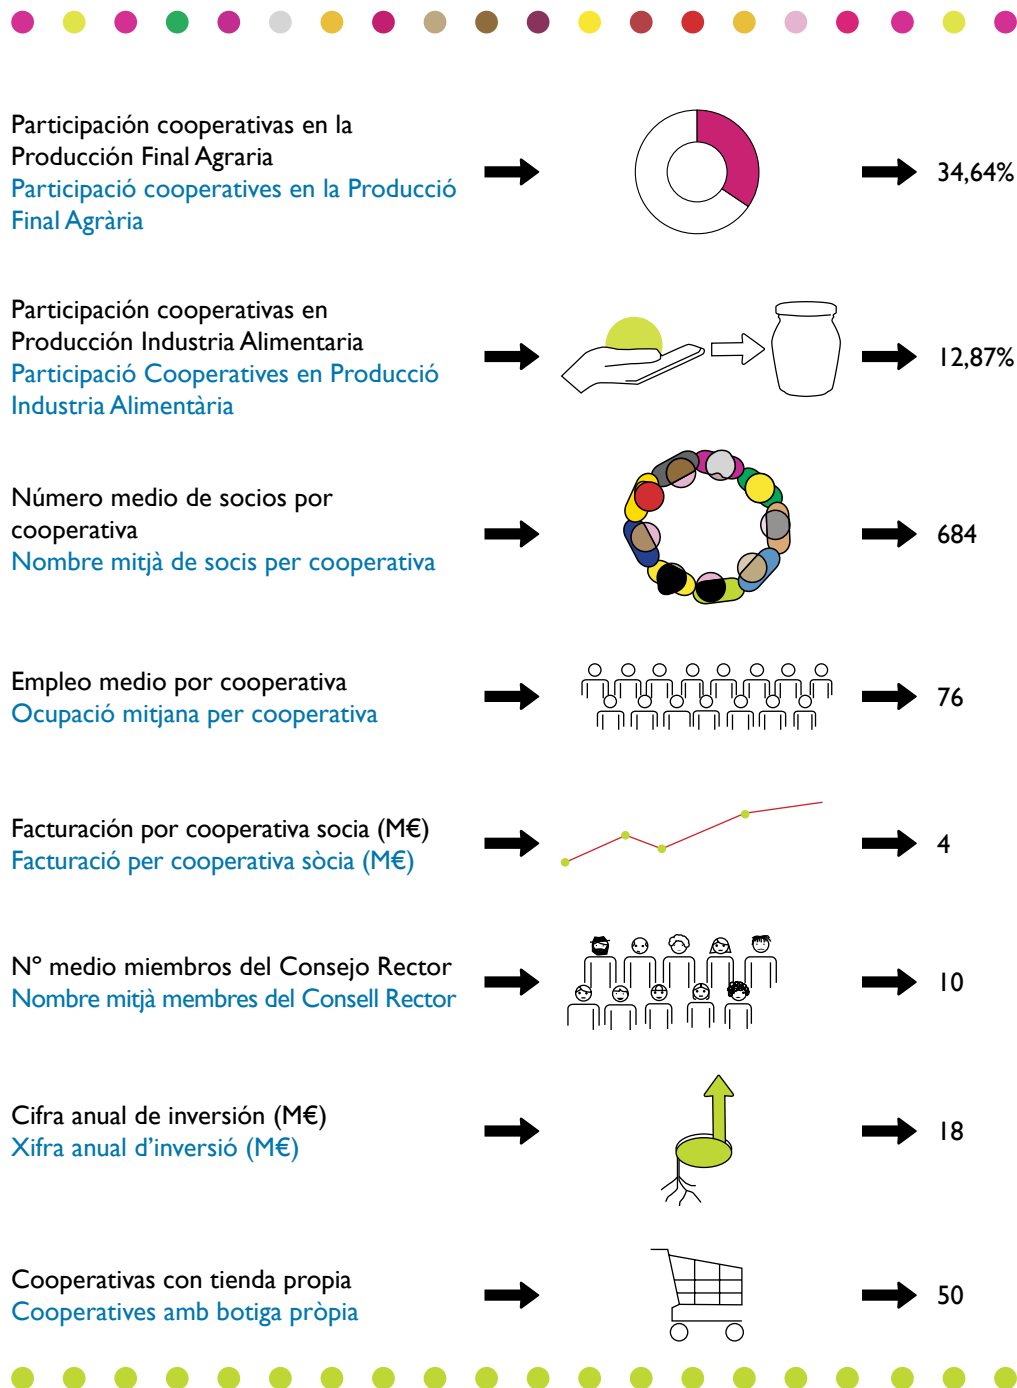 Participación cooperativas en la
Producción Final Agraria
Participació cooperatives en la Producció
Final Agrària
34,64%
Participación cooperativas en
Producción Industria Alimentaria
Participació Cooperatives en Producció
Industria Alimentària
12,87%
Número medio de socios por
cooperativa
Nombre mitjà de socis per cooperativa
684
Empleo medio por cooperativa
Ocupació mitjana per cooperativa
76
Facturación por cooperativa socia (M€)
Facturació per cooperativa sòcia (M€)
4
Nº medio miembros del Consejo Rector
Nombre mitjà membres del Consell Rector
10
Cifra anual de inversión (M€)
Xifra anual d’inversió (M€)
18
Cooperativas con tienda propia
Cooperatives amb botiga pròpia
50